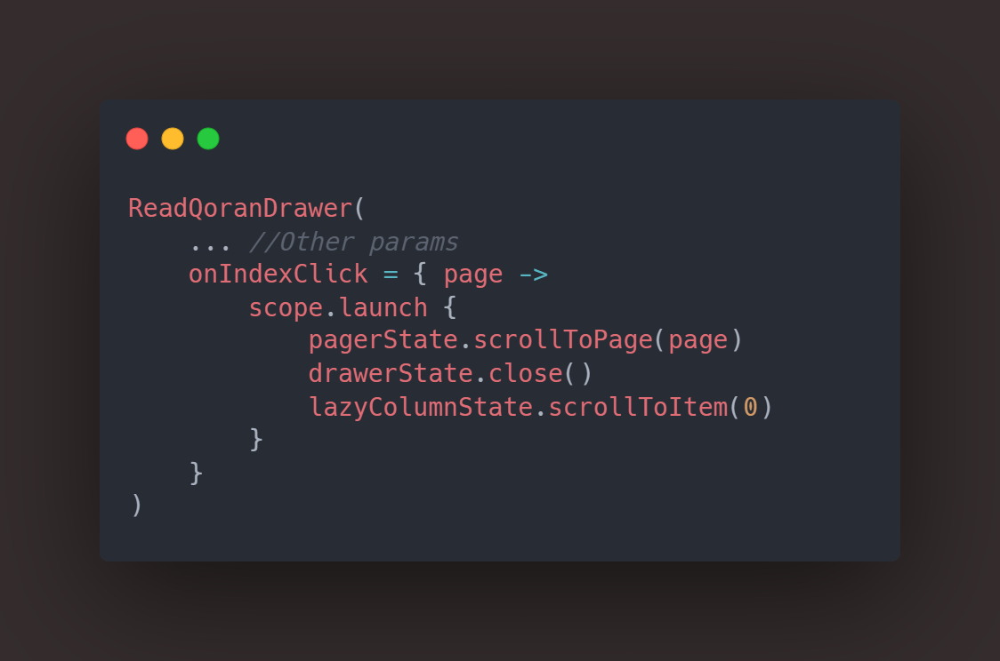 ReadQoranDrawer(
    ... //Other params
    onIndexClick = { page ->
        scope.launch {
            pagerState.scrollToPage(page)
            drawerState.close()
            lazyColumnState.scrollToItem(0)
        }
    }
)